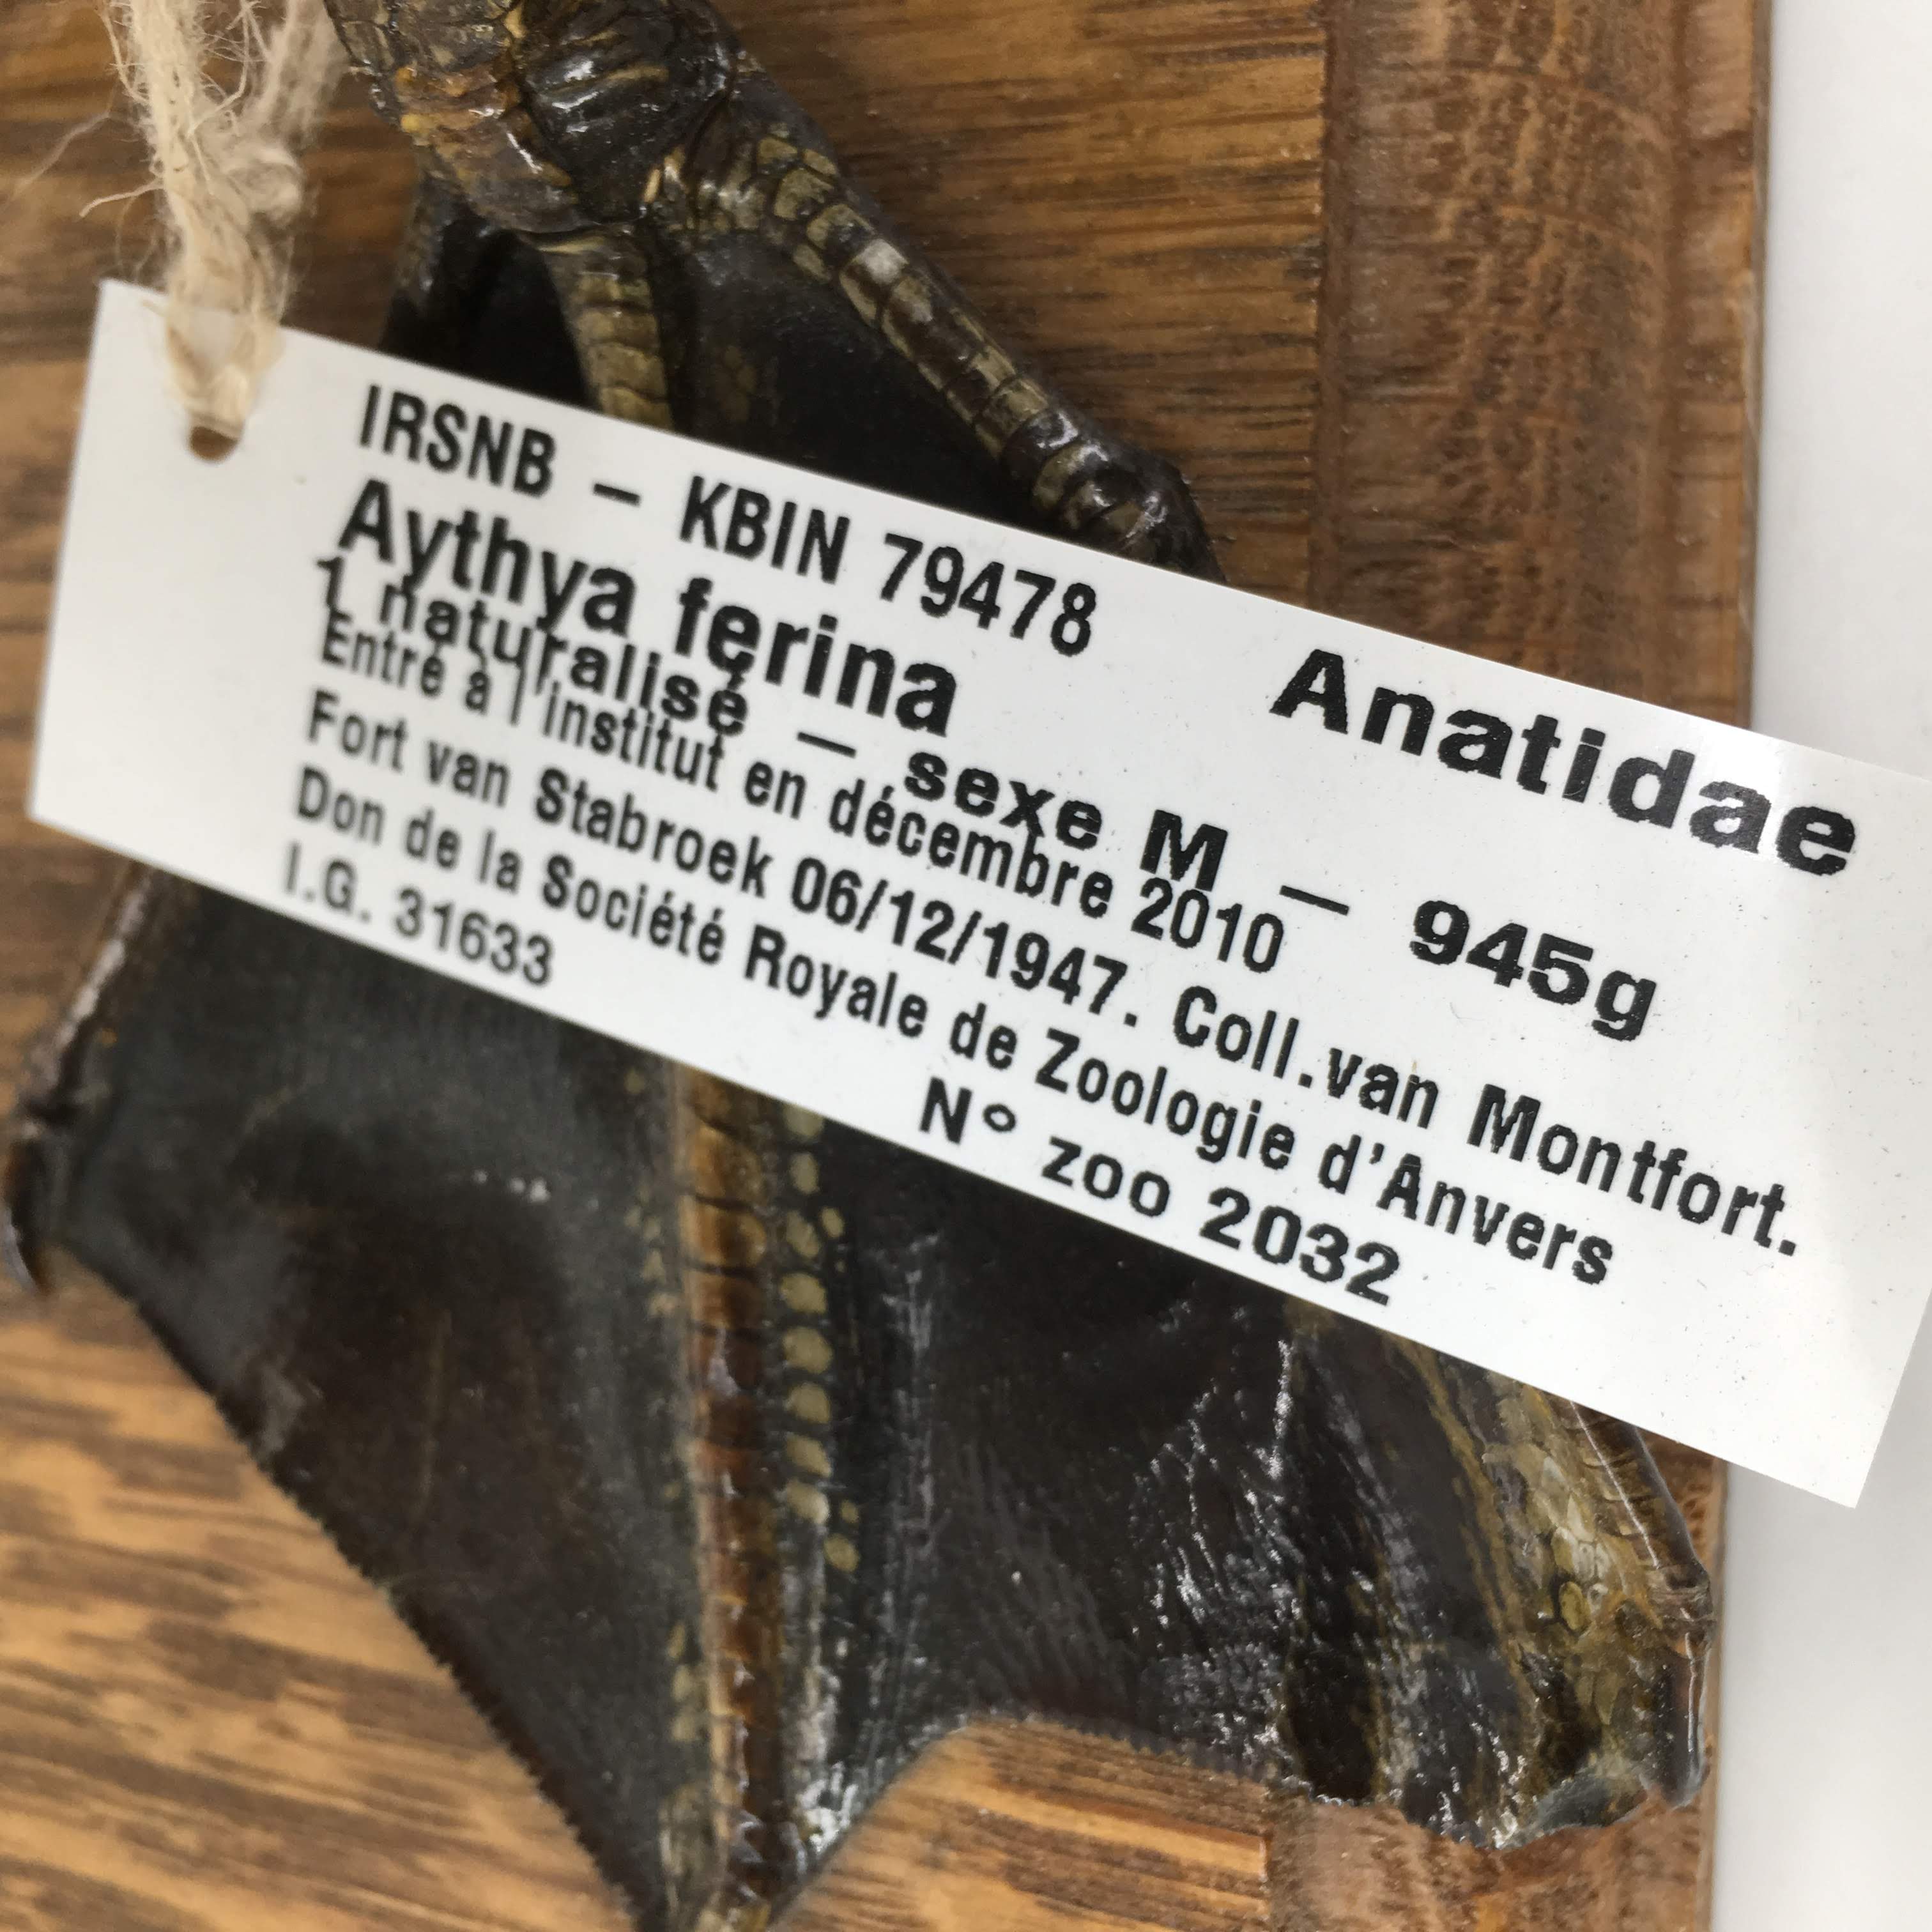 IRSNB – KBIN 79478 Anatidae
Aythya ferina
1 naturalisé – sexe M – 945g
Entré à l'institut en décembre 2010
Fort van Stabroek 06/12/1947. Coll.van Montfort.
Don de la Société Royale de Zoologie d'Anvers
I.G. 31633 N° zoo 2032